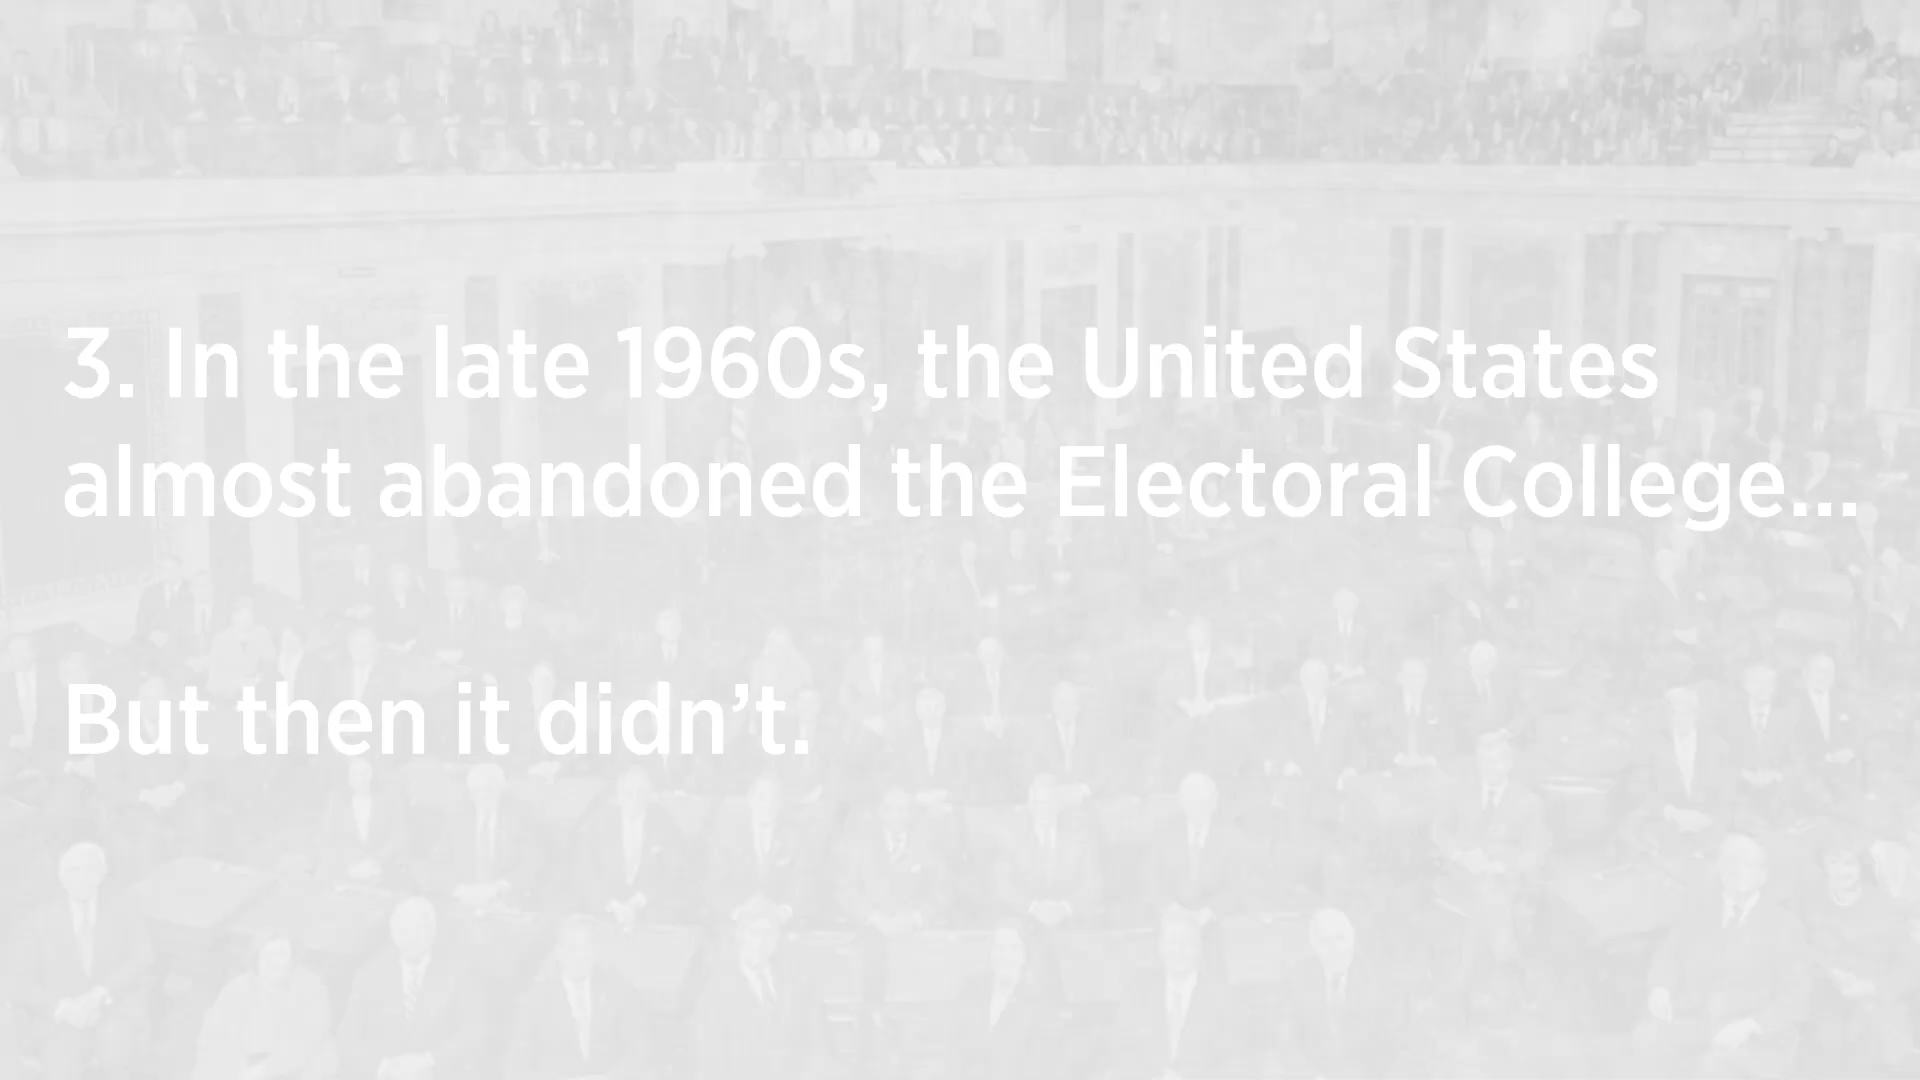 3. In the late 1960s, the United States
almost abandoned the Electoral College...
But then it didn’t.